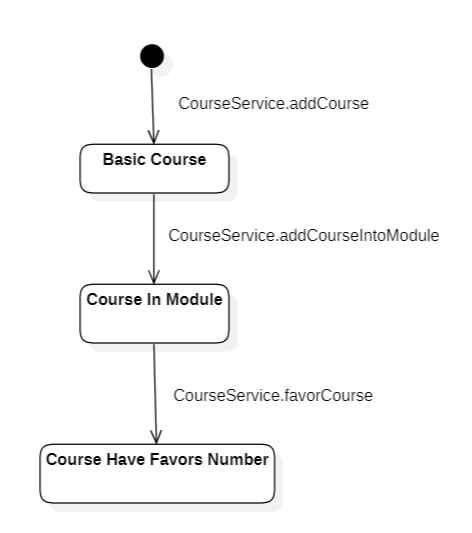 CourseService.addCourse
Basic Course
CourseService.addCourseIntoModule
Course In Module
CourseService.favorCourse
Course Have Favors Number